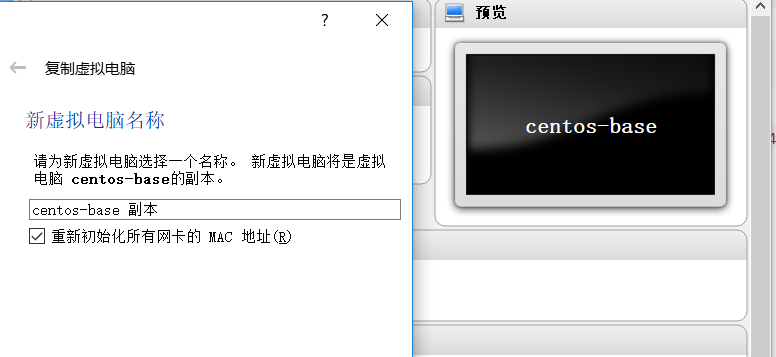 ?
复制虚拟电脑
新虚拟电脑名称
请为新虚拟电脑选择一个名称。 新虚拟电脑将是虚拟
电脑 centos-base的副本。
centos-base 副本
重新初始化所有网卡的 MAC 地址(R)
预览
centos-base
4